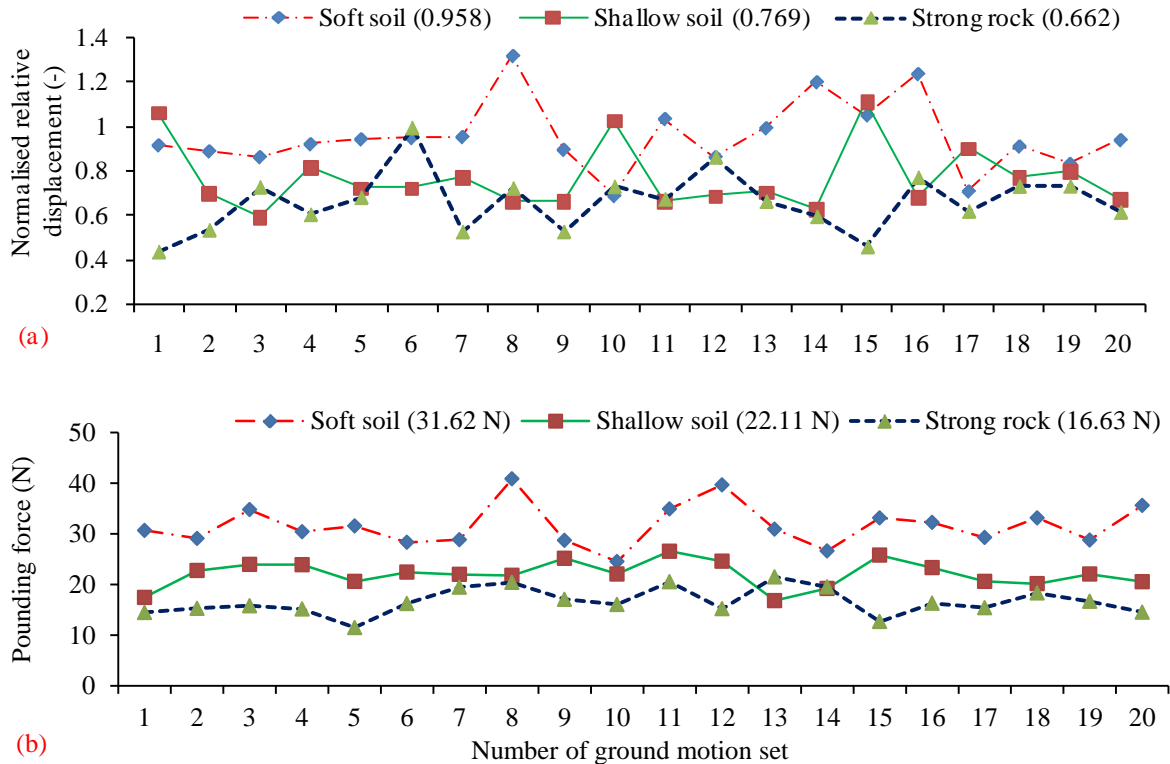 Soft soil (0.958) Shallow soil (0.769) Strong rock (0.662)
Normalised relative
displacement (-)
1.4
1.2
1
0.8
0.6
0.4
0.2
1 2 3 4 5 6 7 8 9 10 11 12 13 14 15 16 17 18 19 20
(a)
Soft soil (31.62 N) Shallow soil (22.11 N) Strong rock (16.63 N)
Pounding force (N)
50
40
30
20
10
0
1 2 3 4 5 6 7 8 9 10 11 12 13 14 15 16 17 18 19 20
Number of ground motion set
(b)